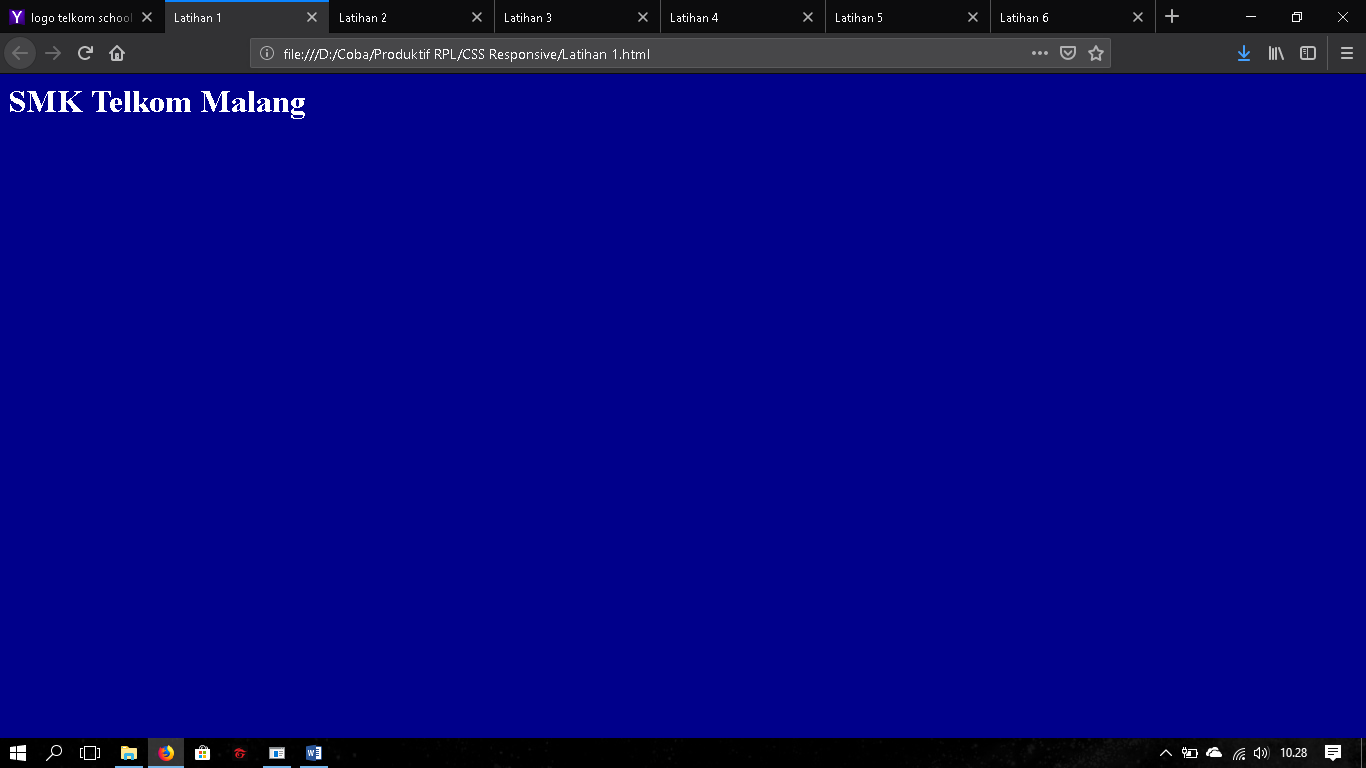 logo telkom school
Latihan 1
Latihan 2
Latihan 3
Latihan 4
Latihan 5
Latihan 6
file:///D:/Coba/Produktif RPL/CSS Responsive/Latihan 1.html
SMK Telkom Malang
10.28